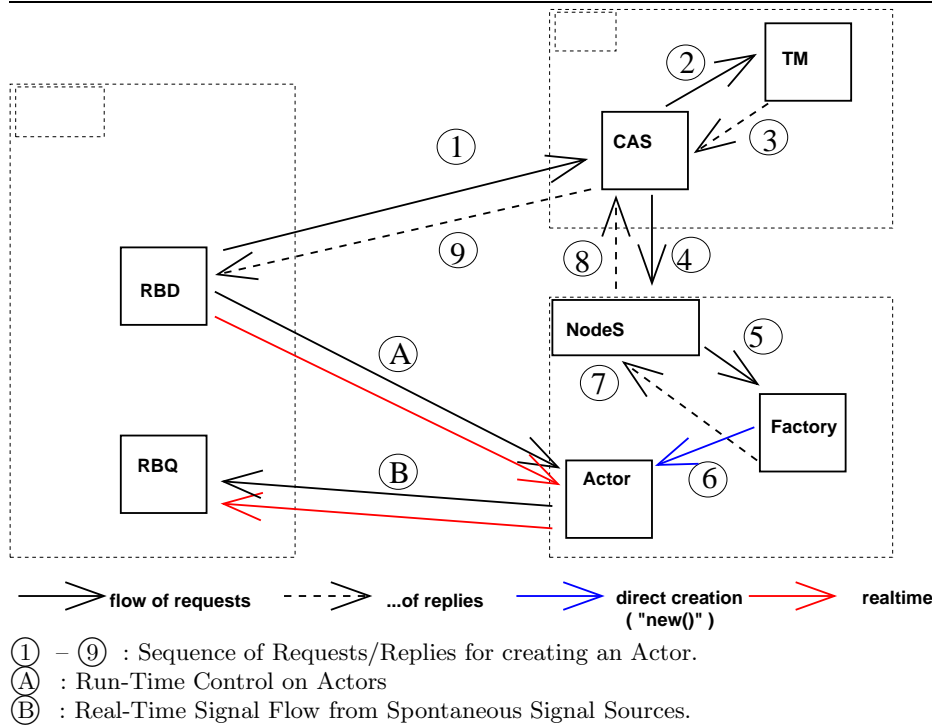 2
TM
CAS
3
1
9
8
4
RBD
NodeS
5
A
7
Factory
RBQ
B
Actor
6
flow of requests
...of replies
direct creation
( "new()" )
realtime
1 – 9 : Sequence of Requests/Replies for creating an Actor.
A : Run-Time Control on Actors
B : Real-Time Signal Flow from Spontaneous Signal Sources.